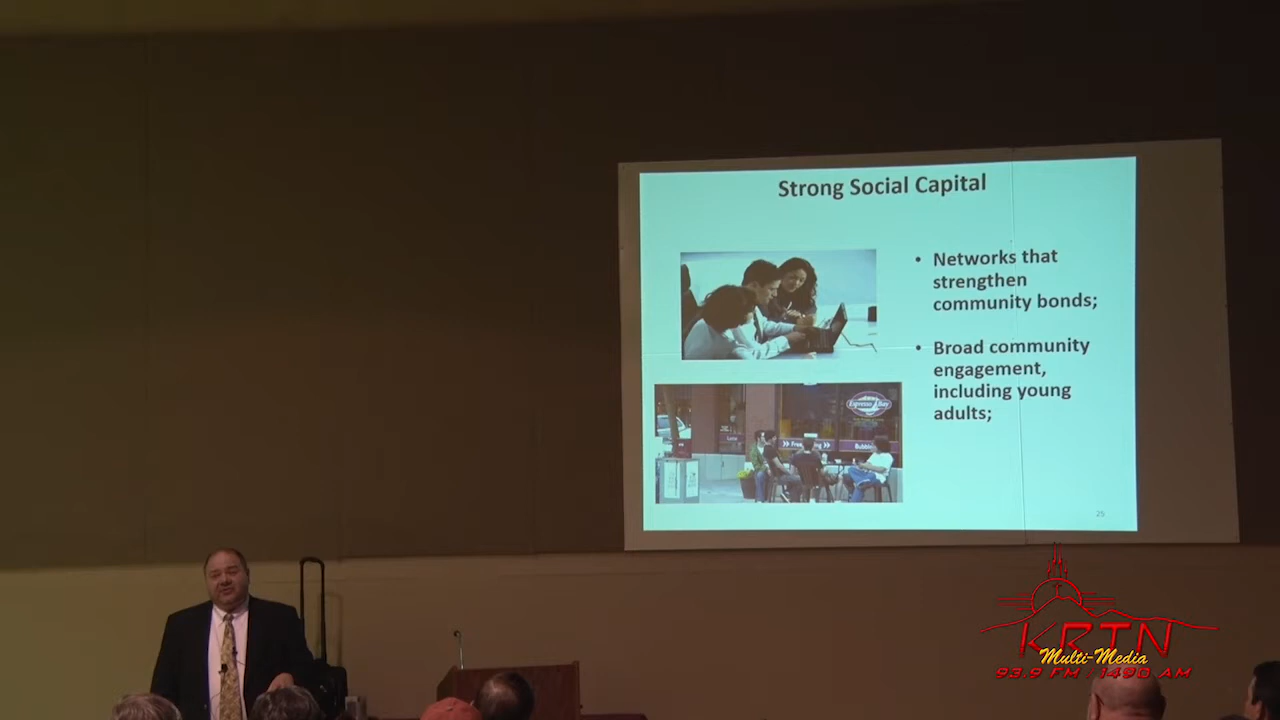 Strong Social Capital
• Networks that
strengthen
community bonds;
• Broad community
engagement,
including young
adults;
Espresso Bay
25
KRTN
Multi-Media
93.9 FM / 1490 AM